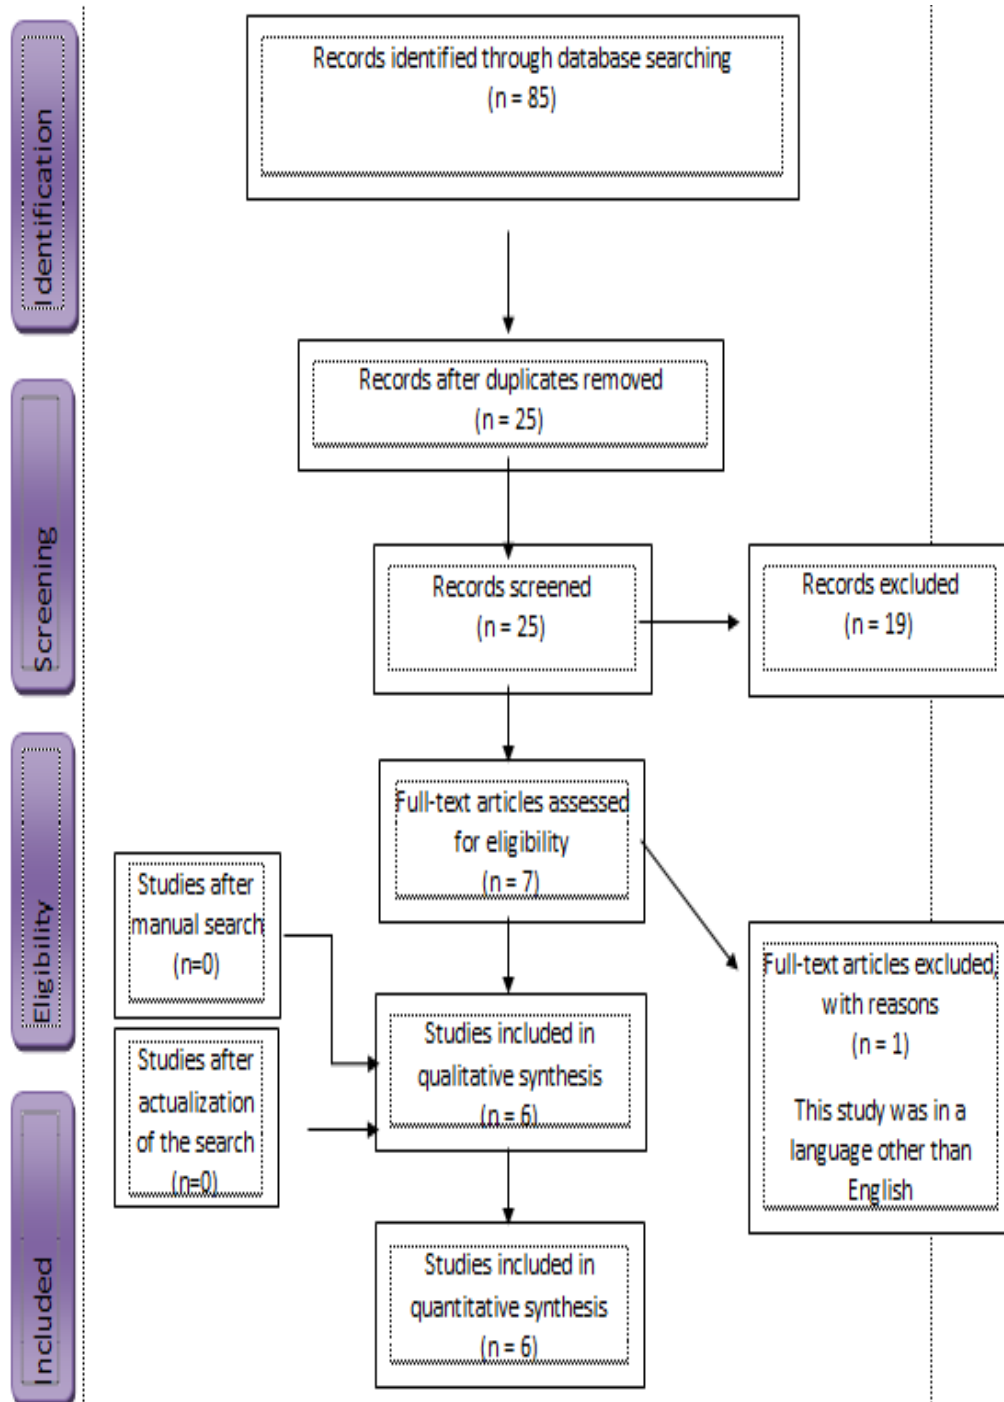 Identification
Records identified through database searching
(n = 85)
Records after duplicates removed
(n = 25)
Screening
Records screened
(n = 25)
Records excluded
(n = 19)
Eligibility
Full-text articles assessed
for eligibility
(n = 7)
Full-text articles excluded,
with reasons
(n = 1)
This study was in a
language other than
English
Studies after
manual search
(n=0)
Studies after
actualization
of the search
(n=0)
Studies included in
qualitative synthesis
(n = 6)
Included
Studies included in
quantitative synthesis
(n = 6)